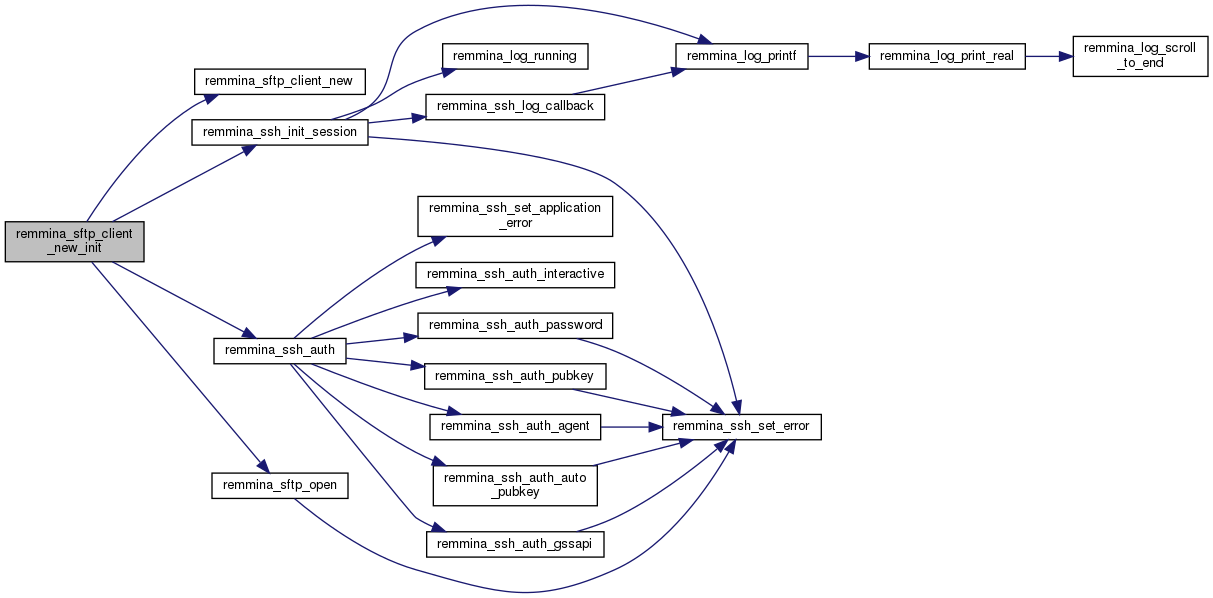 remmina_sftp_client
_new_init
remmina_sftp_client_new
remmina_ssh_init_session
remmina_log_running
remmina_ssh_log_callback
remmina_log_printf
remmina_log_print_real
remmina_log_scroll
_to_end
remmina_ssh_auth
remmina_ssh_set_application
_error
remmina_ssh_auth_interactive
remmina_ssh_auth_password
remmina_ssh_auth_pubkey
remmina_ssh_auth_agent
remmina_ssh_auth_auto
_pubkey
remmina_ssh_auth_gssapi
remmina_ssh_set_error
remmina_sftp_open